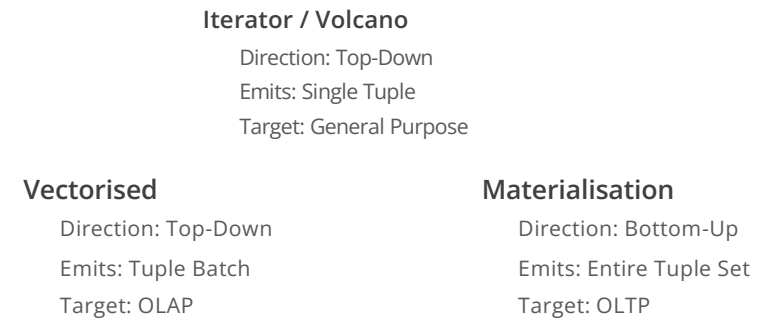 Iterator / Volcano
Direction: Top-Down
Emits: Single Tuple
Target: General Purpose
Vectorised
Direction: Top-Down
Emits: Tuple Batch
Target: OLAP
Materialisation
Direction: Bottom-Up
Emits: Entire Tuple Set
Target: OLTP